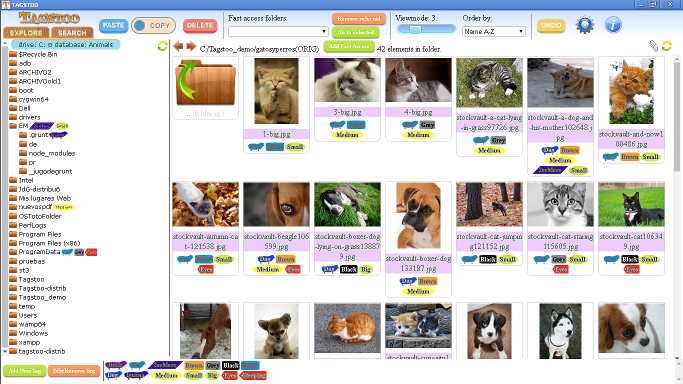 TAGSTOO
TAGSTOO
EXPLORE
SEARCH
PASTE
COPY
DELETE
Fast access folders:
Remove selected
Go to selected
Viewmode: 3.
Order by:
Name A-Z
UNDO
drive: C: database: Animals
C:/Tagstoo_demo/gatosyperros(ORIG)
Add Fast Access
42 elements in folder.
$Recycle.Bin
adb
ARCHIVO2
ARCHIVOold1
boot
cygwin64
Dell
drivers
EM
Small
.grunt
de
node_modules
pr
_jugodegrunt
Intel
JdG-distribu6
Mis lugares Web
nuevospdf
OSTotoFolder
PerfLogs
Program Files
Program Files (x86)
ProgramData
pruebas
st3
Tagstoo
Tagstoo-distrib
Tagstoo_demo
temp
Users
wamp64
Windows
xampp
tagstoo-distrib
... (folder up)
1-big.jpg
Small
3-big.jpg
Medium
4-big.jpg
Grey
Medium
stockvault-a-cat-lying-in-grass97726.jpg
Grey
Medium
stockvault-a-dog-and-his-mother102648.jpg
Brown
Medium
Small
stockvault-and-now100486.jpg
Brown
Small
stockvault-autumn-cat-121538.jpg
Small
Eyes
stockvault-beagle106599.jpg
Brown
Medium
Eyes
stockvault-boxer-dog-lying-on-grass138879.jpg
Black
Big
stockvault-boxer-dog133187.jpg
Brown
Medium
stockvault-cat-jumping121152.jpg
Black
Small
stockvault-cat-staring115605.jpg
Grey
Small
Eyes
stockvault-cat106349.jpg
Black
Small
Eyes
Add New Tag
Edit/Remove Tag
Brown
Grey
Black
Medium
Small
Big
Eyes
Sleeping